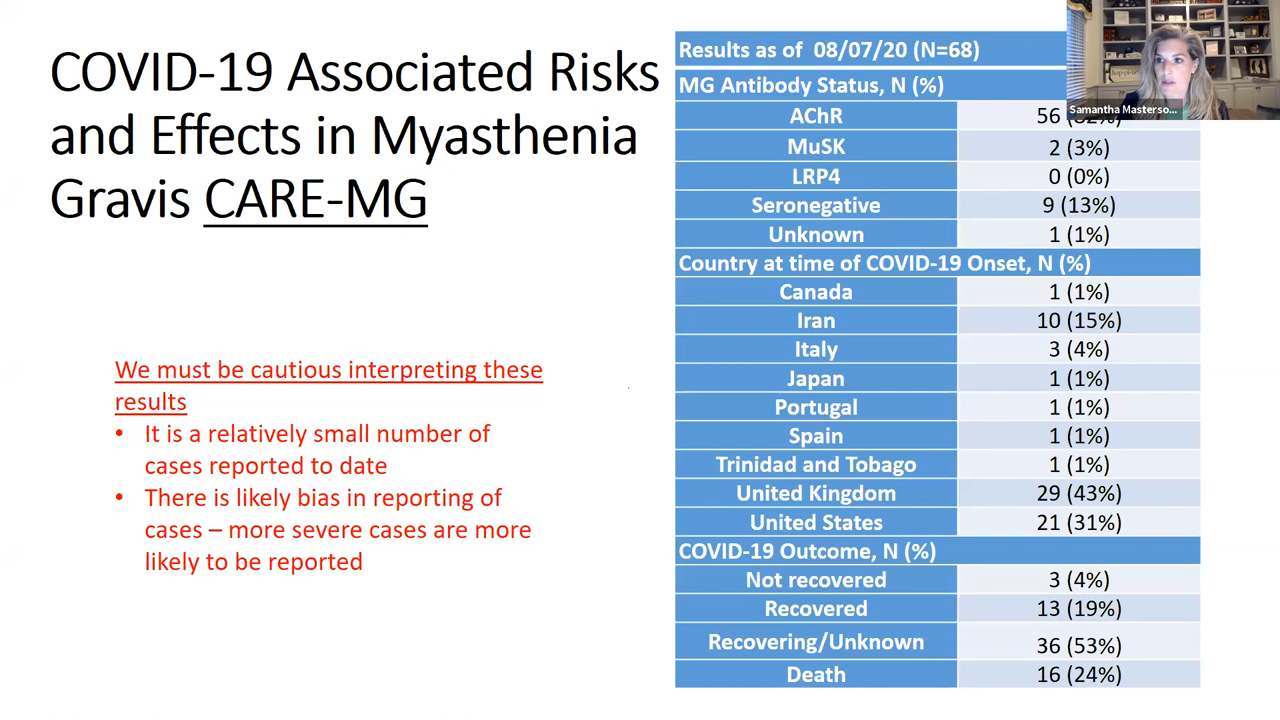 COVID-19 Associated Risks
and Effects in Myasthenia
Gravis CARE-MG
We must be cautious interpreting these
results
• It is a relatively small number of
cases reported to date
• There is likely bias in reporting of
cases – more severe cases are more
likely to be reported
Results as of 08/07/20 (N=68)
MG Antibody Status, N (%)
AChR 56
MuSK 2 (3%)
LRP4 0 (0%)
Seronegative 9 (13%)
Unknown 1 (1%)
Country at time of COVID-19 Onset, N (%)
Canada 1 (1%)
Iran 10 (15%)
Italy 3 (4%)
Japan 1 (1%)
Portugal 1 (1%)
Spain 1 (1%)
Trinidad and Tobago 1 (1%)
United Kingdom 29 (43%)
United States 21 (31%)
COVID-19 Outcome, N (%)
Not recovered 3 (4%)
Recovered 13 (19%)
Recovering/Unknown 36 (53%)
Death 16 (24%)
Samantha Masterso...